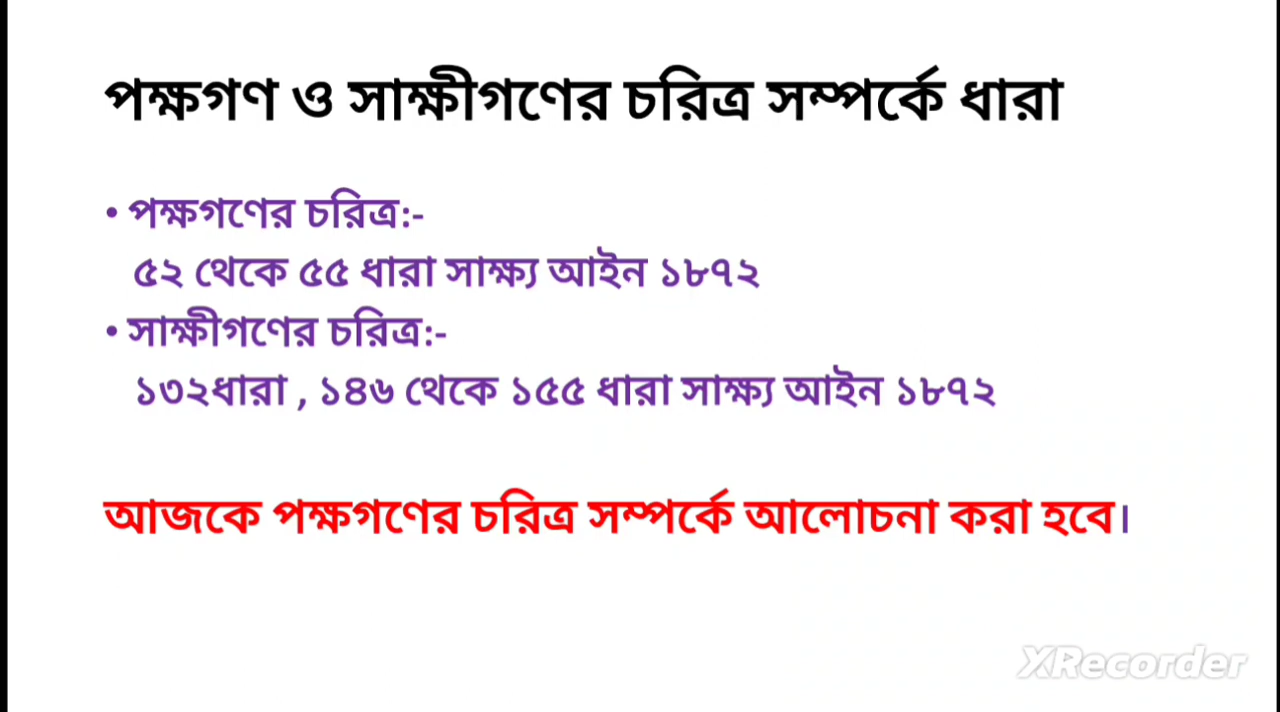 পক্ষগণ ও সাক্ষীগণের চরিত্র সম্পর্কে ধারা
• পক্ষগণের চরিত্র:-
৫২ থেকে ৫৫ ধারা সাক্ষ্য আইন ১৮৭২
• সাক্ষীগণের চরিত্র:-
১৩২ধারা , ১৪৬ থেকে ১৫৫ ধারা সাক্ষ্য আইন ১৮৭২
আজকে পক্ষগণের চরিত্র সম্পর্কে আলোচনা করা হবে।
XRecorder